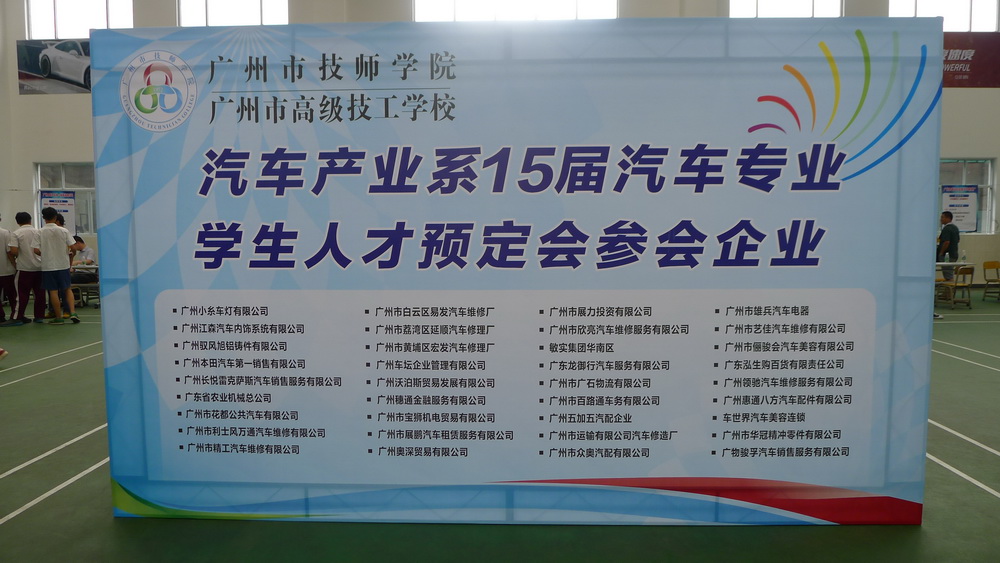 广州市技师学院
广州市高级技工学校
汽车产业系15届汽车专业
学生人才预定会参会企业
广州小糸车灯有限公司
广州江森汽车内饰系统有限公司
广州驭风旭铝铸件有限公司
广州本田汽车第一销售有限公司
广州长悦雷克萨斯汽车销售服务有限公司
广东省农业机械总公司
广州市花都公共汽车有限公司
广州市利士风万通汽车维修有限公司
广州市精工汽车维修有限公司
广州市白云区易发汽车维修厂
广州市荔湾区廷顺汽车修理厂
广州市黄埔区宏发汽车修理厂
广州车坛企业管理有限公司
广州沃泊斯贸易发展有限公司
广州穗通金融服务有限公司
广州市宝狮机电贸易有限公司
广州市展鹏汽车租赁服务有限公司
广州奥深贸易有限公司
广州市展力投资有限公司
广州市欣亮汽车维修服务有限公司
敏实集团华南区
广东龙御行汽车服务有限公司
广州市广石物流有限公司
广州市百路通车务有限公司
广州五加五汽配企业
广州市运输有限公司汽车修造厂
广州市众奥汽配有限公司
广州市雄兵汽车电器
广州市艺佳汽车维修有限公司
广州市俪骏会汽车美容有限公司
广东泓生购百货有限责任公司
广州领驰汽车维修服务有限公司
广州惠通八方汽车配件有限公司
车世界汽车美容连锁
广州市华冠精冲零件有限公司
广物骏孚汽车销售服务有限公司